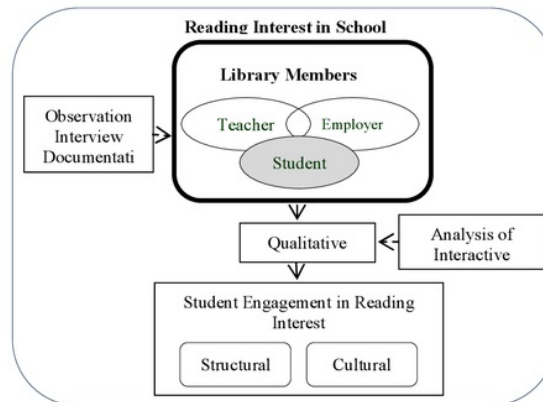 Reading Interest in School
Library Members
Teacher
Employer
Student
Observation
Interview
Documentati
Qualitative
Analysis of
Interactive
Student Engagement in Reading
Interest
Structural
Cultural